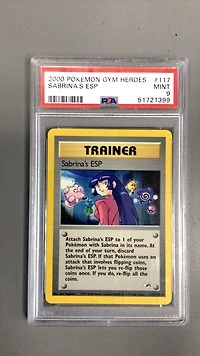 2000 POKEMON GYM HEROES #117
SABRINA'S ESP MINT
9
PSA 51721399
TRAINER
Sabrina's ESP
Attach Sabrina's ESP to 1 of your
Pokémon with Sabrina in its name. At
the end of your turn, discard
Sabrina's ESP. If that Pokémon uses
an attack that involves flipping coins,
Sabrina's ESP lets you re-flip those
coins once. If you do, re-flip all the
coins.